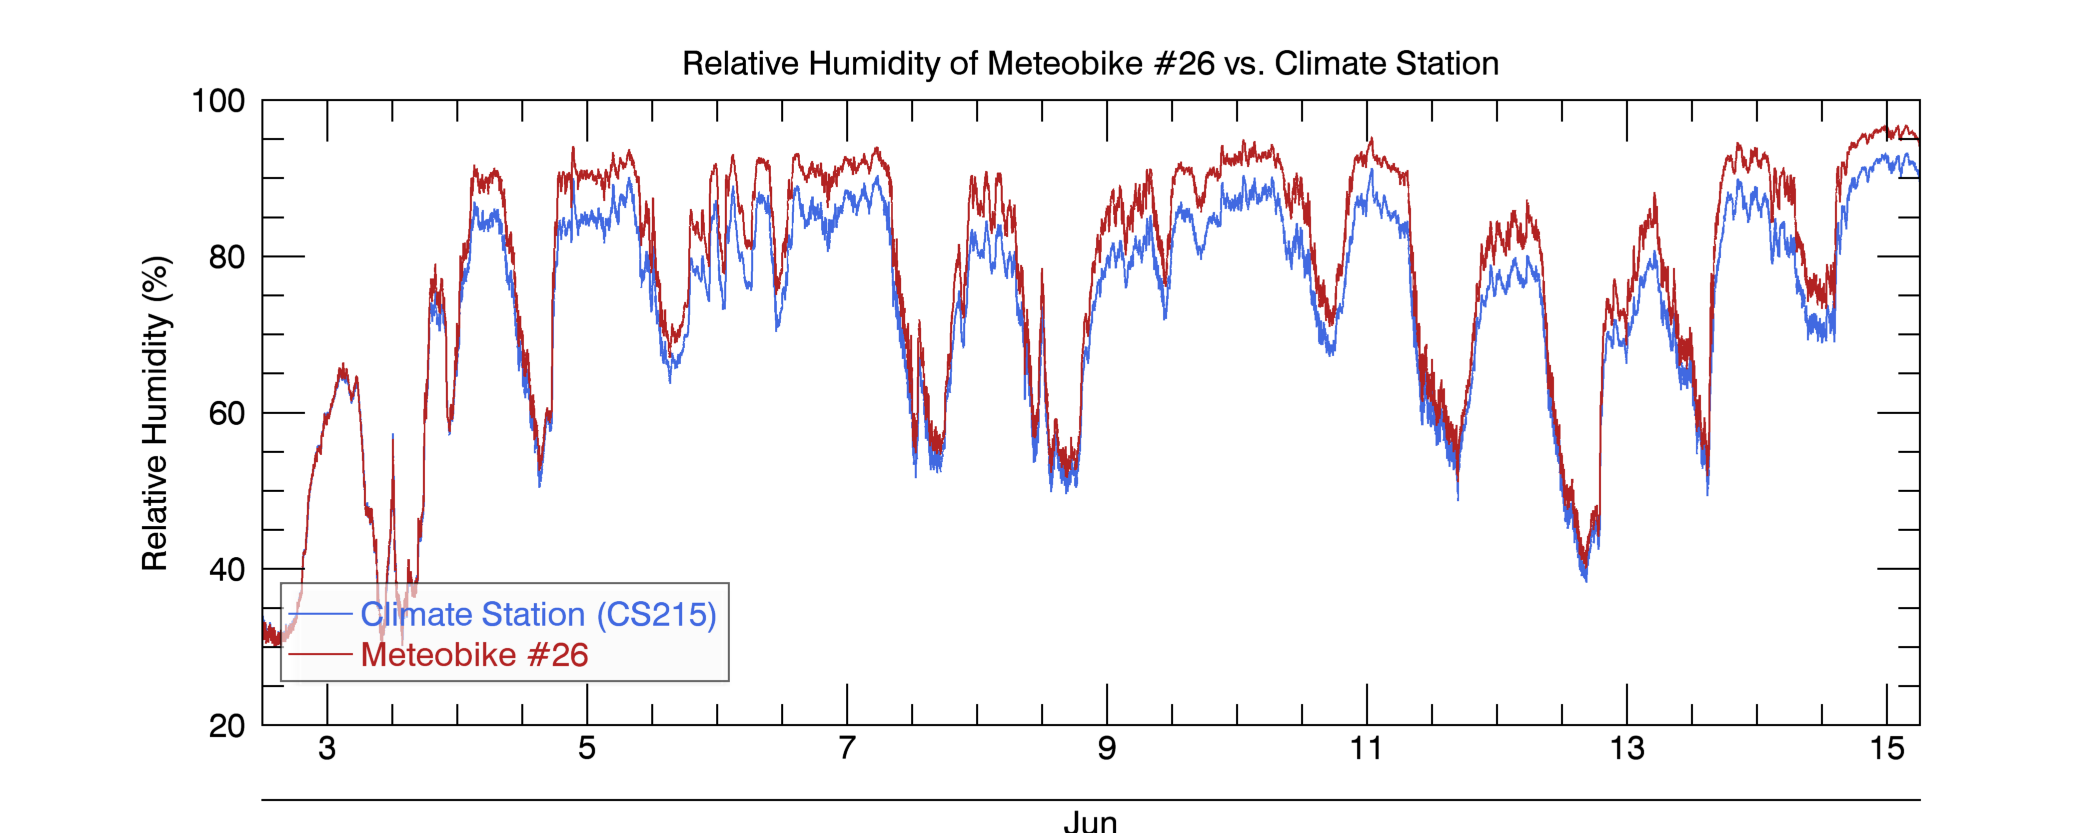 Relative Humidity of Meteobike #26 vs. Climate Station
Relative Humidity (%)
100
80
60
40
20
Climate Station (CS215)
Meteobike #26
3 5 7 9 11 13 15
Jun